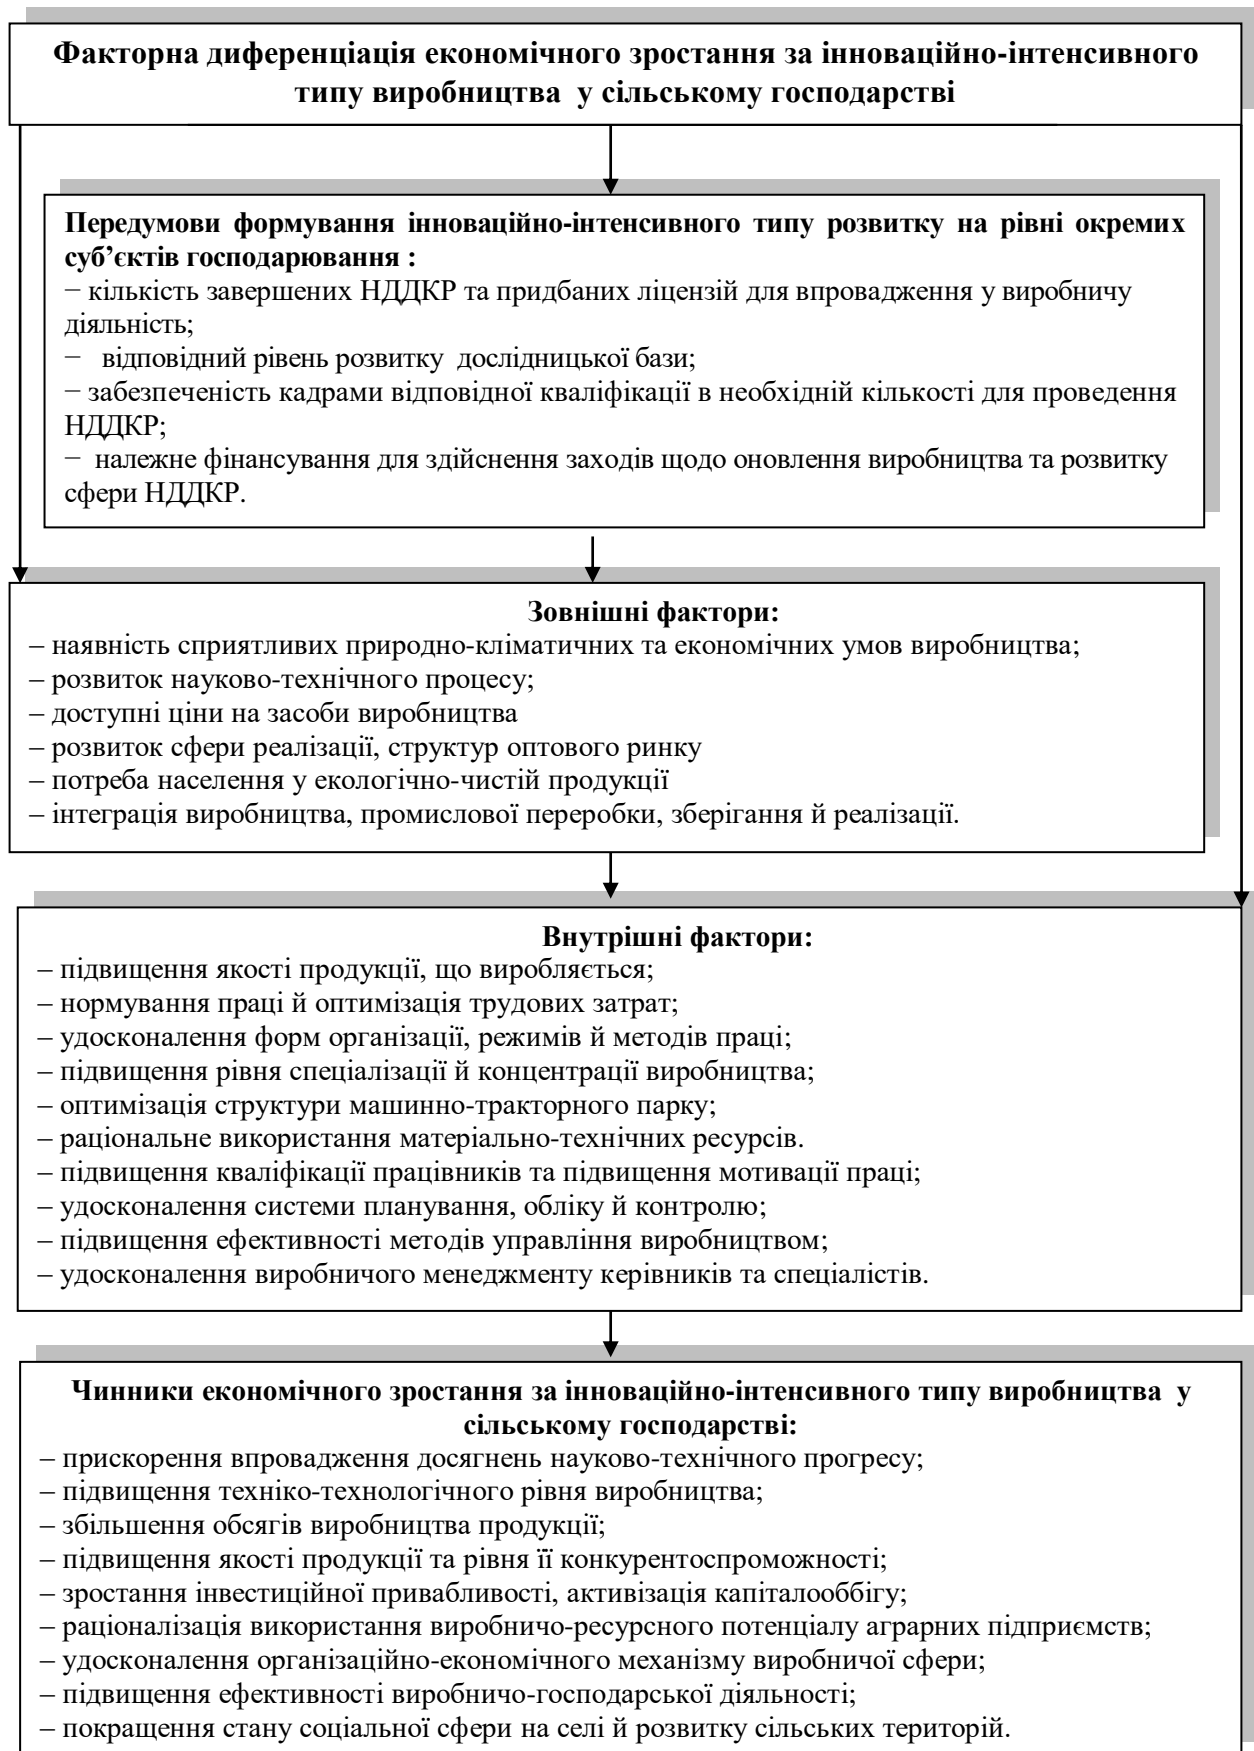 Факторна диференціація економічного зростання за інноваційно-інтенсивного
типу виробництва у сільському господарстві
Передумови формування інноваційно-інтенсивного типу розвитку на рівні окремих
суб’єктів господарювання :
− кількість завершених НДДКР та придбаних ліцензій для впровадження у виробничу
діяльність;
− відповідний рівень розвитку дослідницької бази;
− забезпеченість кадрами відповідної кваліфікації в необхідній кількості для проведення
НДДКР;
− належне фінансування для здійснення заходів щодо оновлення виробництва та розвитку
сфери НДДКР.
Зовнішні фактори:
– наявність сприятливих природно-кліматичних та економічних умов виробництва;
– розвиток науково-технічного процесу;
– доступні ціни на засоби виробництва
– розвиток сфери реалізації, структур оптового ринку
– потреба населення у екологічно-чистій продукції
– інтеграція виробництва, промислової переробки, зберігання й реалізації.
Внутрішні фактори:
– підвищення якості продукції, що виробляється;
– нормування праці й оптимізація трудових затрат;
– удосконалення форм організації, режимів й методів праці;
– підвищення рівня спеціалізації й концентрації виробництва;
– оптимізація структури машинно-тракторного парку;
– раціональне використання матеріально-технічних ресурсів.
– підвищення кваліфікації працівників та підвищення мотивації праці;
– удосконалення системи планування, обліку й контролю;
– підвищення ефективності методів управління виробництвом;
– удосконалення виробничого менеджменту керівників та спеціалістів.
Чинники економічного зростання за інноваційно-інтенсивного типу виробництва у
сільському господарстві:
– прискорення впровадження досягнень науково-технічного прогресу;
– підвищення техніко-технологічного рівня виробництва;
– збільшення обсягів виробництва продукції;
– підвищення якості продукції та рівня її конкурентоспроможності;
– зростання інвестиційної привабливості, активізація капіталооббігу;
– раціоналізація використання виробничо-ресурсного потенціалу аграрних підприємств;
– удосконалення організаційно-економічного механізму виробничої сфери;
– підвищення ефективності виробничо-господарської діяльності;
– покращення стану соціальної сфери на селі й розвитку сільських територій.